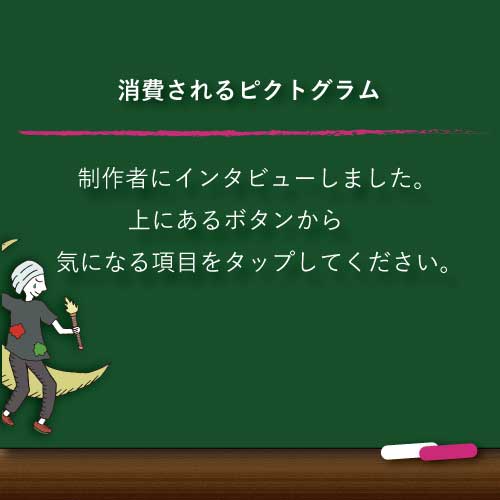 消費されるピクトグラム
制作者にインタビューしました。
上にあるボタンから
気になる項目をタップしてください。